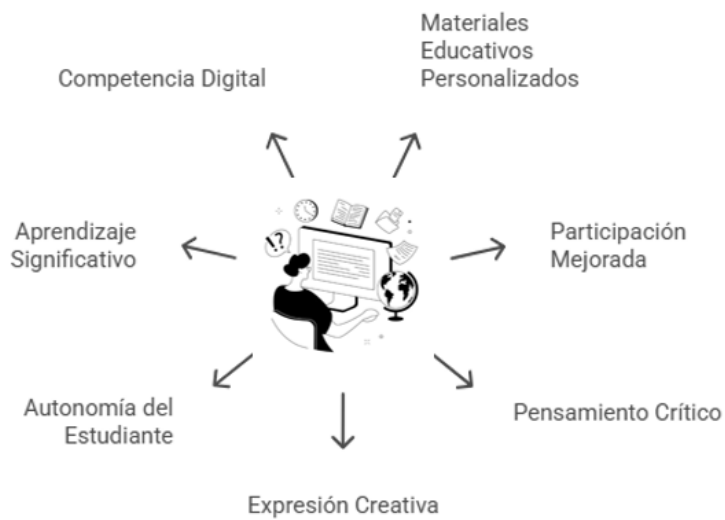 Materiales
Educativos
Personalizados
Competencia Digital
Aprendizaje
Significativo
Participación
Mejorada
Autonomía del
Estudiante
Pensamiento Crítico
Expresión Creativa
!?